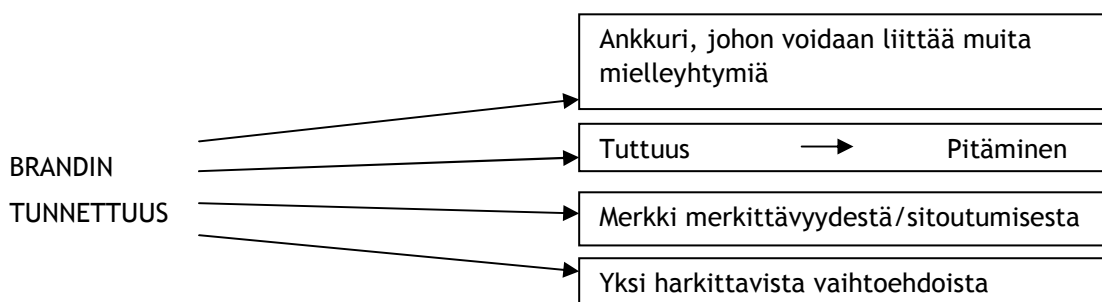 Ankkuri, johon voidaan liittää muita
mielleyhtymiä
Tuttuus Pitäminen
BRANDIN
TUNNETTUUS
Merkki merkittävyydestä/sitoutumisesta
Yksi harkittavista vaihtoehdoista